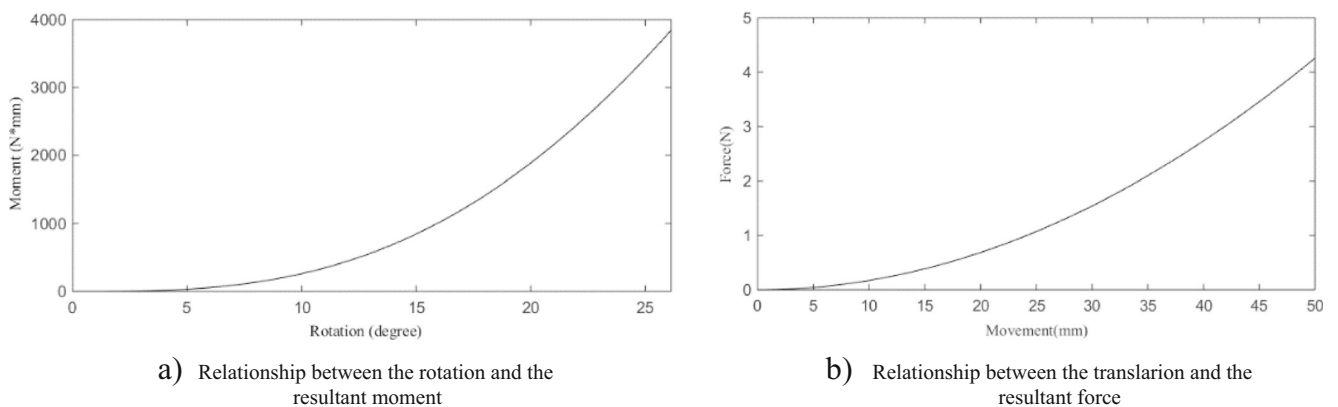 4000
3000
2000
1000
0
Moment (N*mm)
0 5 10 15 20 25
Rotation (degree)
a) Relationship between the rotation and the
resultant moment
5
4
3
2
1
0
Force(N)
0 5 10 15 20 25 30 35 40 45 50
Movement(mm)
b) Relationship between the translarion and the
resultant force